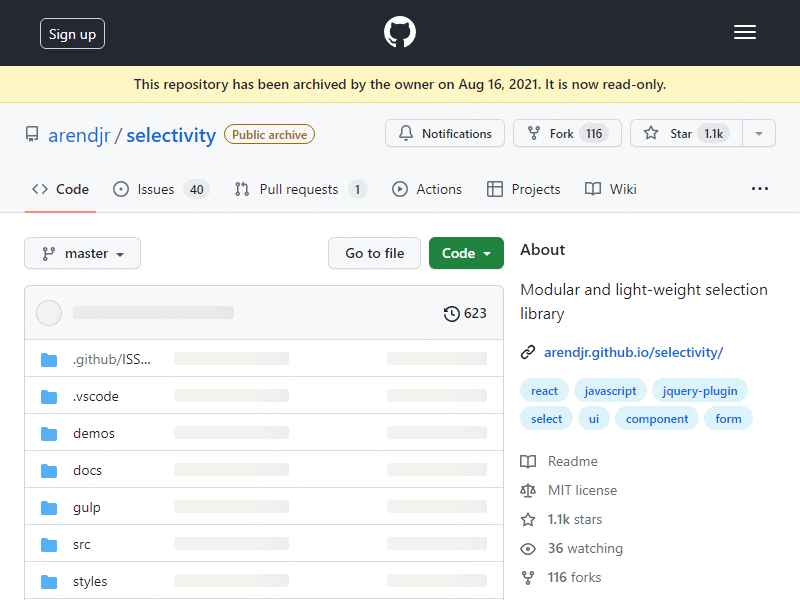 Sign up
This repository has been archived by the owner on Aug 16, 2021. It is now read-only.
arendjr / selectivity Public archive Notifications Fork 116 Star 1.1k
Code Issues 40 Pull requests 1 Actions Projects Wiki
master Go to file Code
623
.github/ISS...
.vscode
demos
docs
gulp
src
styles
About
Modular and light-weight selection
library
arendjr.github.io/selectivity/
react javascript jquery-plugin
select ui component form
Readme
MIT license
1.1k stars
36 watching
116 forks